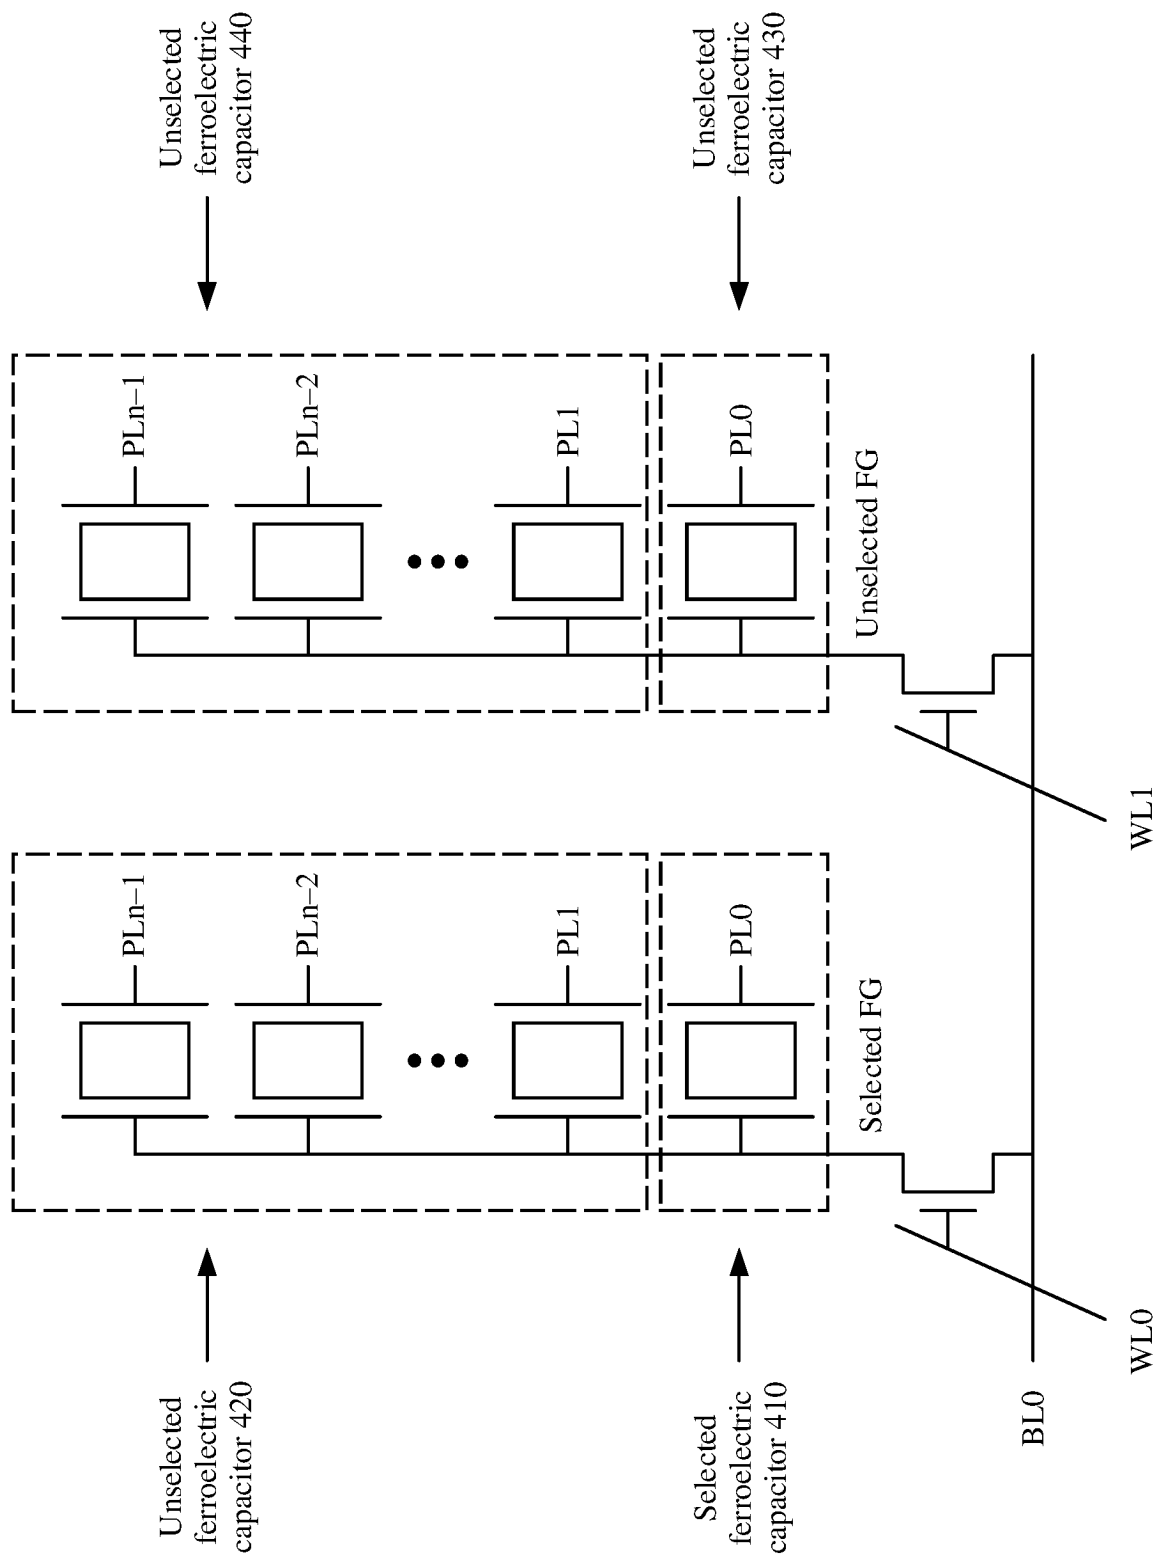 Unselected
ferroelectric
capacitor 420
Unselected
ferroelectric
capacitor 440
PLn–1
PLn–1
PLn–2
PLn–2
PL1
PL1
Selected
ferroelectric
capacitor 410
PL0
PL0
Unselected
ferroelectric
capacitor 430
Selected FG
Unselected FG
BL0
WL0
WL1